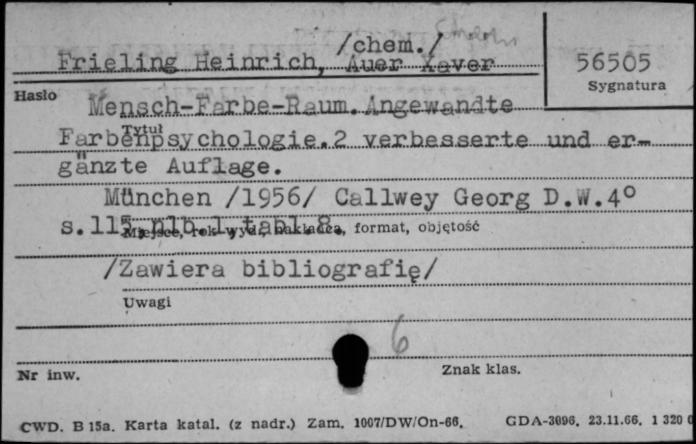 /chem./
Frieling Heinrich, Auer Xaver
56505
Sygnatura
Hasło
Mensch-Farbe-Raum.Angewandte
Tytuł
Farbenpsychologie.2 verbesserte und er-
gänzte Auflage.
München /1956/ Callwey Georg D.W.4°
s.115,nlb.1,tabl.8.
Miejsce, rok wyd., nakładca, format, objętość
/Zawiera bibliografię/
Uwagi
6
Nr inw.
Znak klas.
CWD. B 15a. Karta katal. (z nadr.) Zam. 1007/DW/On-66. GDA-3096. 23.11.66. 1 320 0